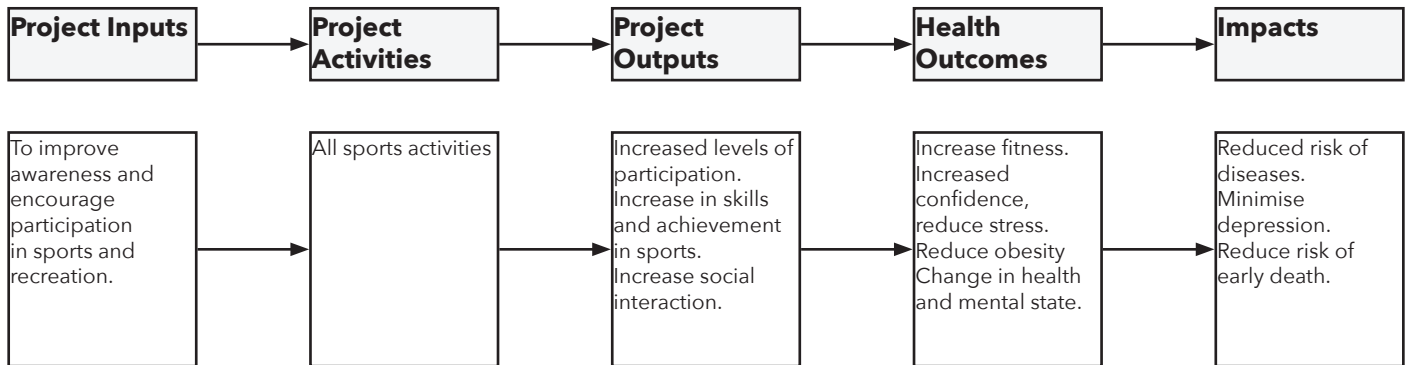 Project Inputs
Project
Activities
Project
Outputs
Health
Outcomes
Impacts
To improve
awareness and
encourage
participation
in sports and
recreation.
All sports activities
Increased levels of
participation.
Increase in skills
and achievement
in sports.
Increase social
interaction.
Increase fitness.
Increased
confidence,
reduce stress.
Reduce obesity
Change in health
and mental state.
Reduced risk of
diseases.
Minimise
depression.
Reduce risk of
early death.